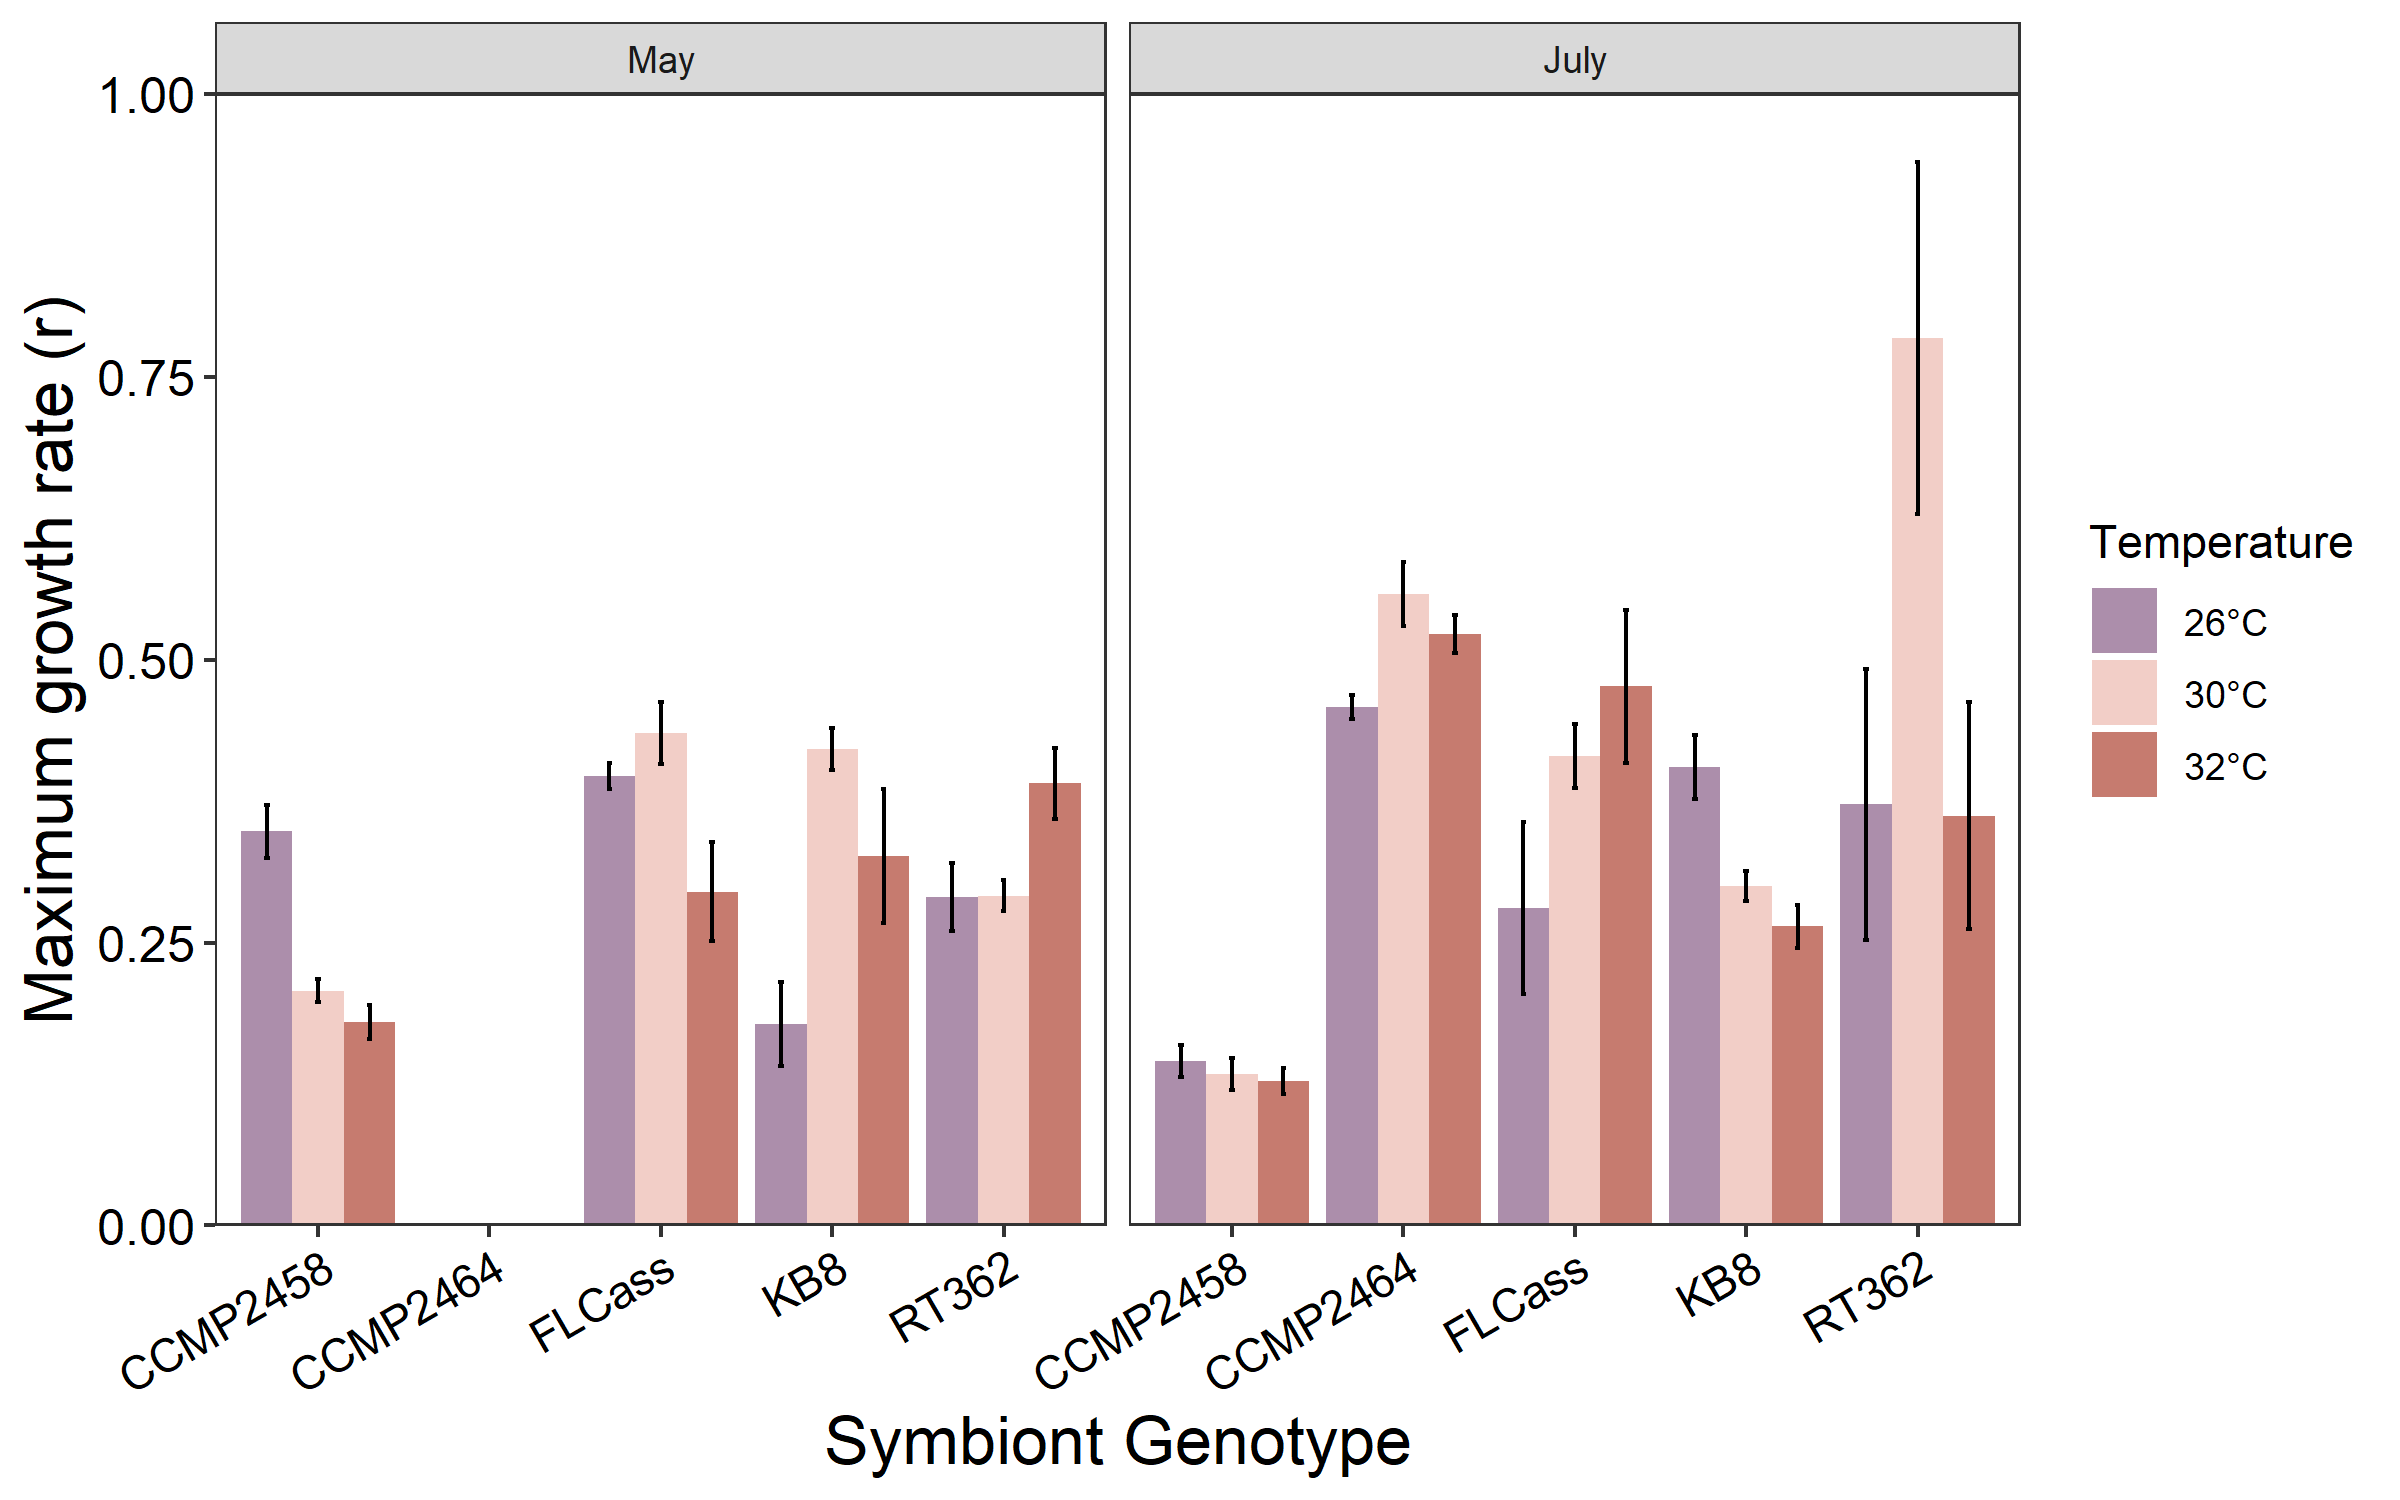 May
July
Maximum growth rate (r)
1.00
0.75
0.50
0.25
0.00
CCMP2458
CCMP2464
FLCass
KB8
RT362
CCMP2458
CCMP2464
FLCass
KB8
RT362
Symbiont Genotype
Temperature
26°C
30°C
32°C